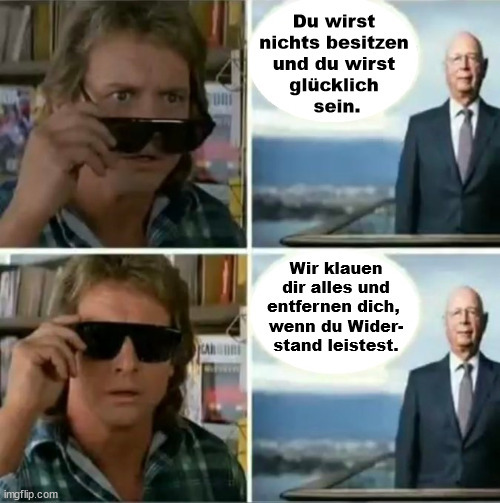 Du wirst
nichts besitzen
und du wirst
glücklich
sein.
Wir klauen
dir alles und
entfernen dich,
wenn du Wider-
stand leistest.
imgflip.com